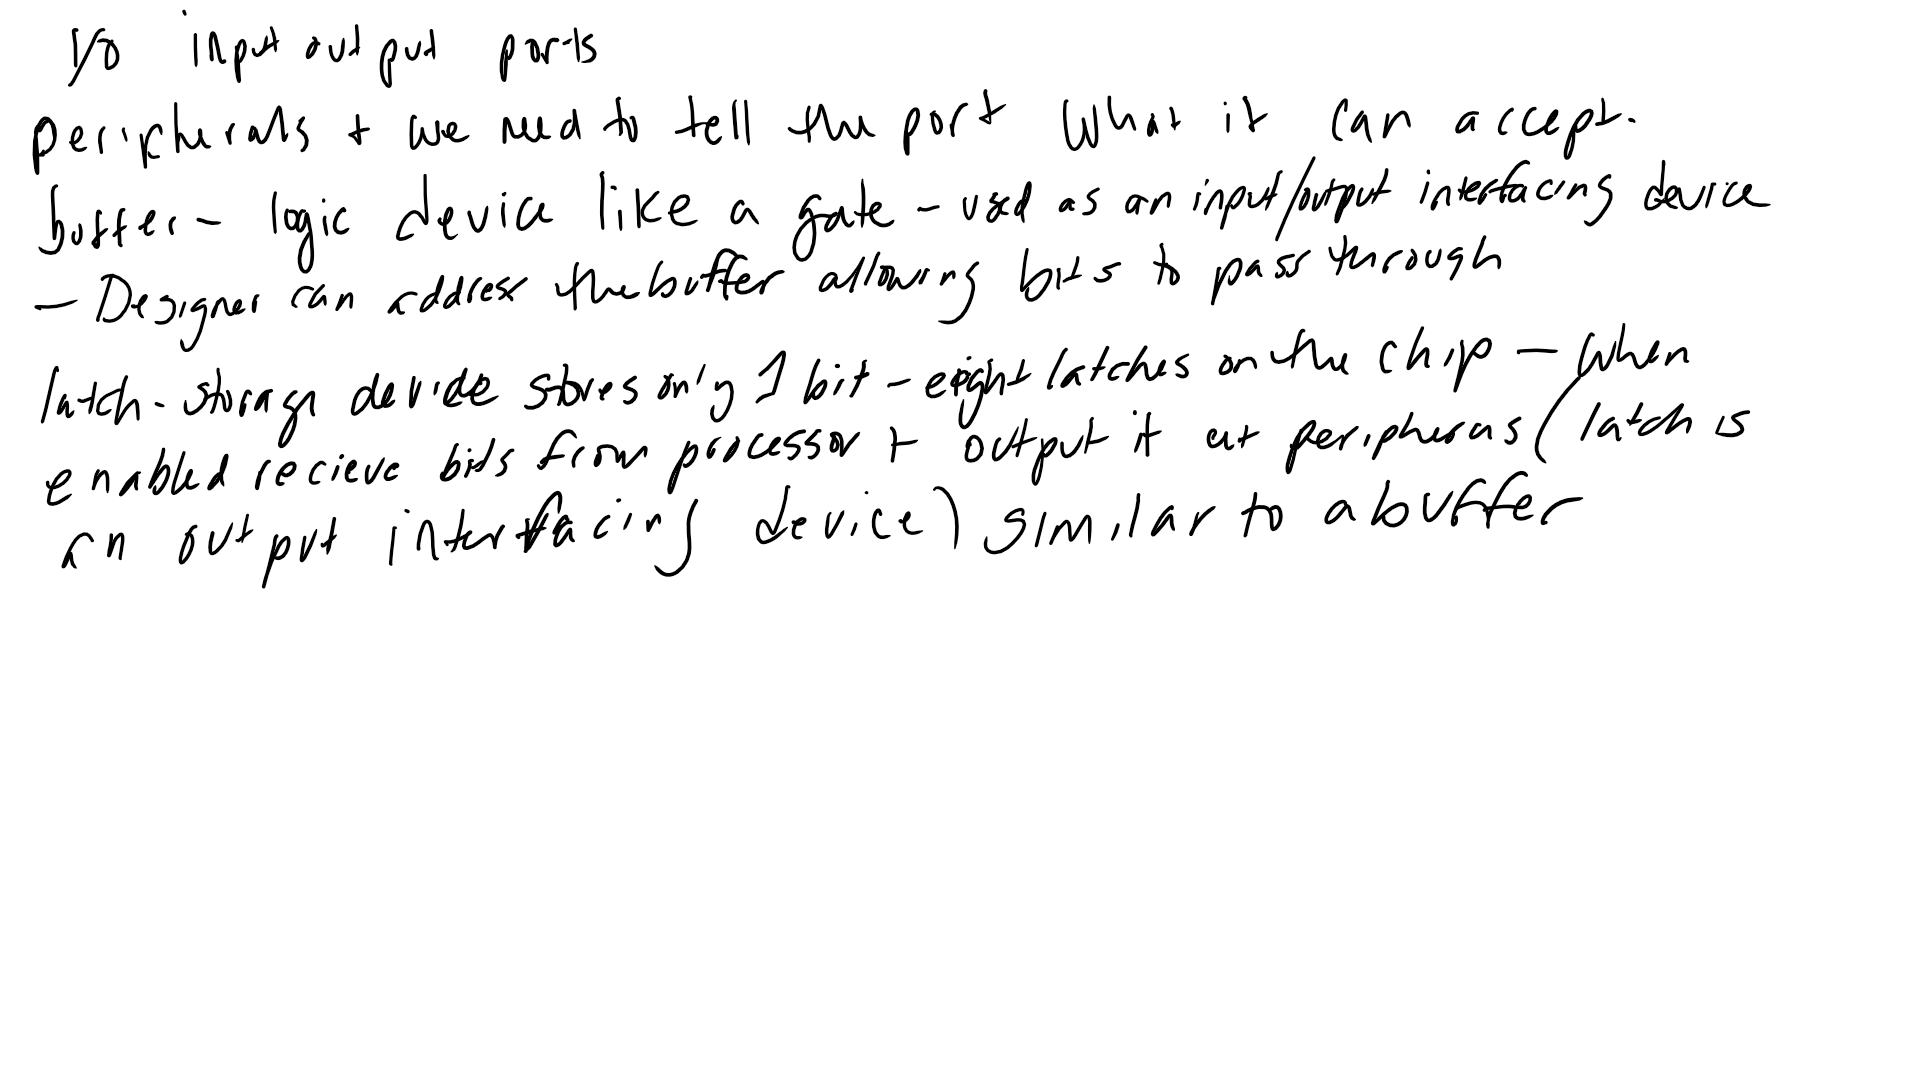 I/O input output ports
peripherals + we need to tell the port what it can accept.
buffer - logic device like a gate - used as an input/output interfacing device
- Designer can address the buffer allowing bits to pass through
latch - storage devide stores only 1 bit - eight latches on the chip - when
enabled recieve bits from processor + output it at peripheras (latch is
an output interfacing device) similar to a buffer